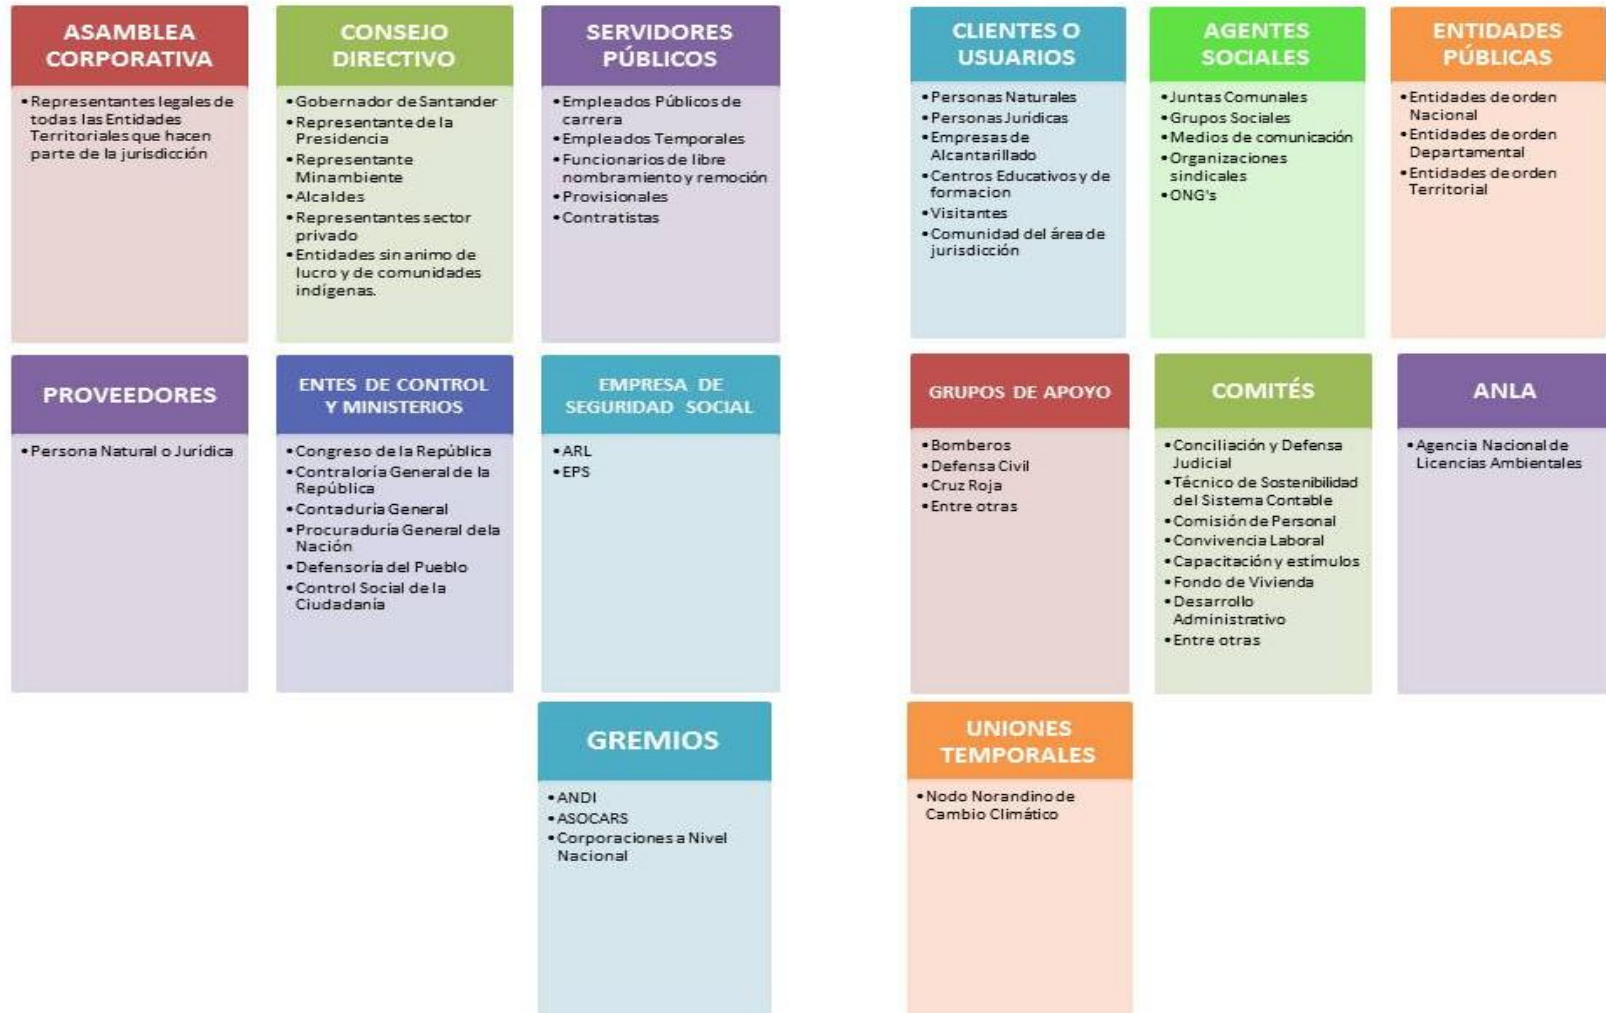 ASAMBLEA
CORPORATIVA
•Representantes legales de
todas las Entidades
Territoriales que hacen
parte de la jurisdicción
CONSEJO
DIRECTIVO
•Gobernador de Santander
•Representante de la
Presidencia
•Representante
Minambiente
•Alcaldes
•Representantes sector
privado
•Entidades sin animo de
lucro y de comunidades
indígenas.
SERVIDORES
PÚBLICOS
•Empleados Públicos de
carrera
•Empleados Temporales
•Funcionarios de libre
nombramiento y remoción
•Provisionales
•Contratistas
CLIENTES O
USUARIOS
•Personas Naturales
•Personas Jurídicas
•Empresas de
Alcantarillado
•Centros Educativos y de
formacion
•Visitantes
•Comunidad del área de
jurisdicción
AGENTES
SOCIALES
•Juntas Comunales
•Grupos Sociales
•Medios de comunicación
•Organizaciones
sindicales
•ONG's
ENTIDADES
PÚBLICAS
•Entidades de orden
Nacional
•Entidades de orden
Departamental
•Entidades de orden
Territorial
PROVEEDORES
•Persona Natural o Jurídica
ENTES DE CONTROL
Y MINISTERIOS
•Congreso de la República
•Contraloría General de la
República
•Contaduría General
•Procuraduría General dela
Nación
•Defensoría del Pueblo
•Control Social de la
Ciudadanía
EMPRESA DE
SEGURIDAD SOCIAL
•ARL
•EPS
GRUPOS DE APOYO
•Bomberos
•Defensa Civil
•Cruz Roja
•Entre otras
COMITÉS
•Conciliación y Defensa
Judicial
•Técnico de Sostenibilidad
del Sistema Contable
•Comisión de Personal
•Convivencia Laboral
•Capacitación y estímulos
•Fondo de Vivienda
•Desarrollo
Administrativo
•Entre otras
ANLA
•Agencia Nacional de
Licencias Ambientales
GREMIOS
•ANDI
•ASOCARS
•Corporaciones a Nivel
Nacional
UNIONES
TEMPORALES
•Nodo Norandino de
Cambio Climático